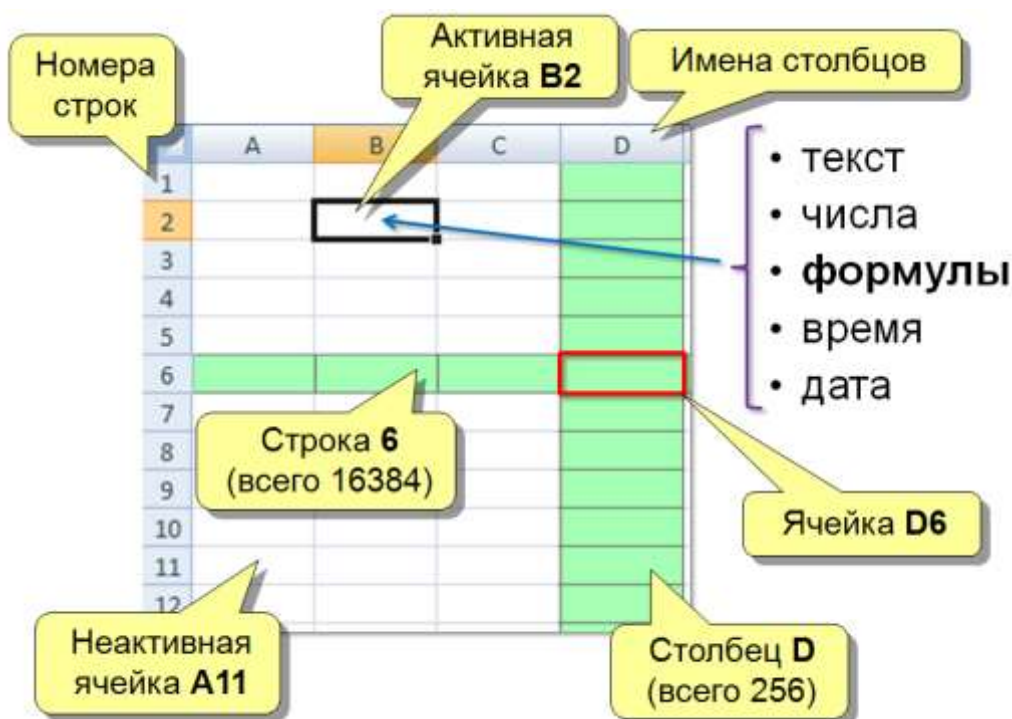 Номера
строк
Активная
ячейка B2
Имена столбцов
A B C D
1
2
3
4
5
6
7
8
9
10
11
12
• текст
• числа
• формулы
• время
• дата
Строка 6
(всего 16384)
Ячейка D6
Неактивная
ячейка A11
Столбец D
(всего 256)